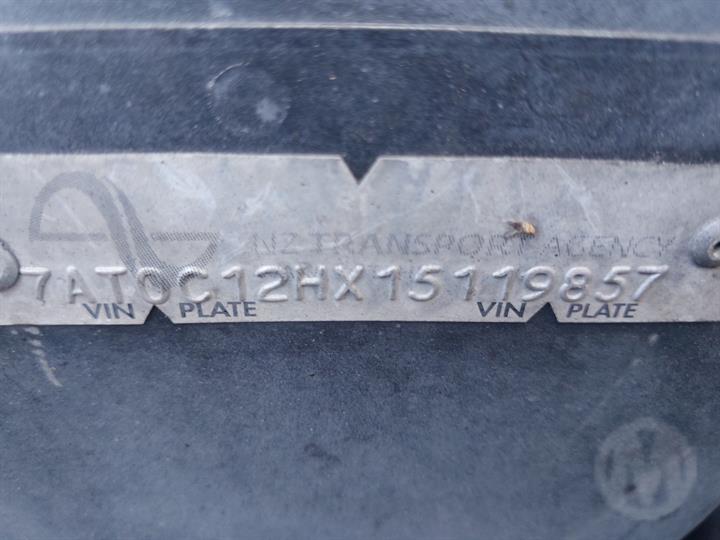 NZ TRANSPORT AGENCY
7AT0C12HX15119857
VIN PLATE VIN PLATE